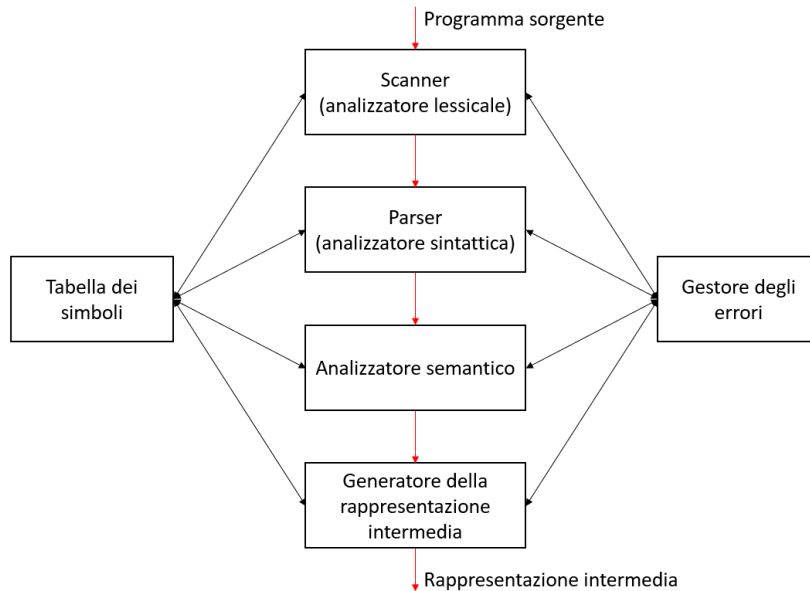 Programma sorgente
Scanner
(analizzatore lessicale)
Parser
(analizzatore sintattica)
Tabella dei
simboli
Gestore degli
errori
Analizzatore semantico
Generatore della
rappresentazione
intermedia
Rappresentazione intermedia